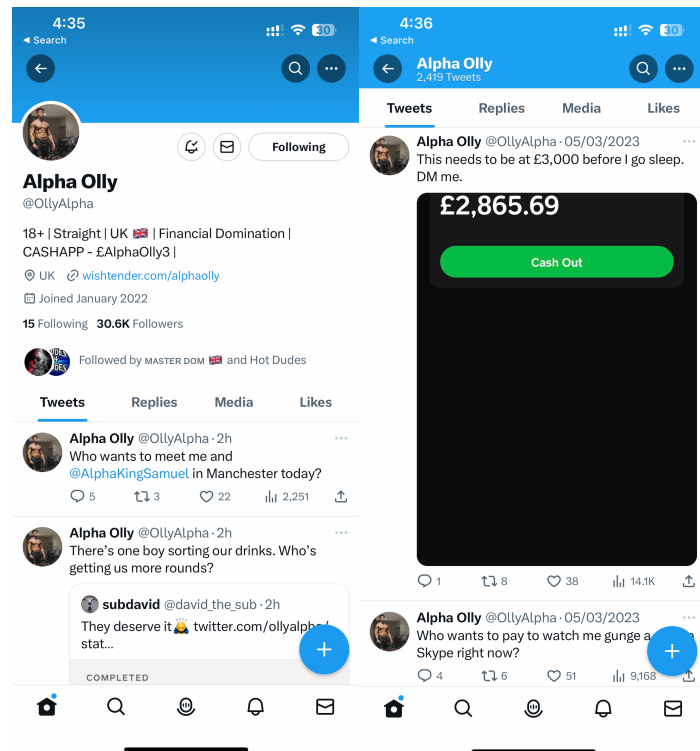 4:35
30
Search
Following
Alpha Olly
@OllyAlpha
18+ | Straight | UK 🇬🇧 | Financial Domination |
CASHAPP - £AlphaOlly3 |
UK wishtender.com/alphaolly
Joined January 2022
15 Following 30.6K Followers
Followed by ᴍᴀsᴛᴇʀ ᴅᴏᴍ 🇬🇧 and Hot Dudes
Tweets Replies Media Likes
Alpha Olly @OllyAlpha · 2h
Who wants to meet me and
@AlphaKingSamuel in Manchester today?
5 3 22 2,251
Alpha Olly @OllyAlpha · 2h
There's one boy sorting our drinks. Who's
getting us more rounds?
subdavid @david_the_sub · 2h
They deserve it🙌 twitter.com/ollyalpha/
stat...
COMPLETED
4:36
30
Search
Alpha Olly
2,419 Tweets
Tweets Replies Media Likes
Alpha Olly @OllyAlpha · 05/03/2023
This needs to be at £3,000 before I go sleep.
DM me.
£2,865.69
Cash Out
1 8 38 14.1K
Alpha Olly @OllyAlpha · 05/03/2023
Who wants to pay to watch me gunge a
Skype right now?
4 6 51 9,168